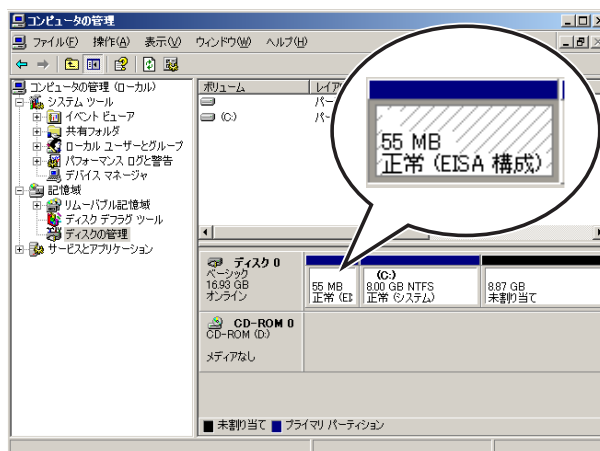 コンピュータの管理
ファイル(F) 操作(A) 表示(V) ウィンドウ(W) ヘルプ(H)
コンピュータの管理 (ローカル)
システム ツール
イベント ビューア
共有フォルダ
ローカル ユーザーとグループ
パフォーマンス ログと警告
デバイス マネージャ
記憶域
リムーバブル記憶域
ディスク デフラグ ツール
ディスクの管理
サービスとアプリケーション
ボリューム レイア
パー
(C:) パー
55 MB
正常 (EISA 構成)
ディスク 0
ベーシック
16.93 GB
オンライン
55 MB
正常 (EI
(C:)
8.00 GB NTFS
正常 (システム)
8.87 GB
未割り当て
CD-ROM 0
CD-ROM (D:)
メディアなし
未割り当て プライマリ パーティション